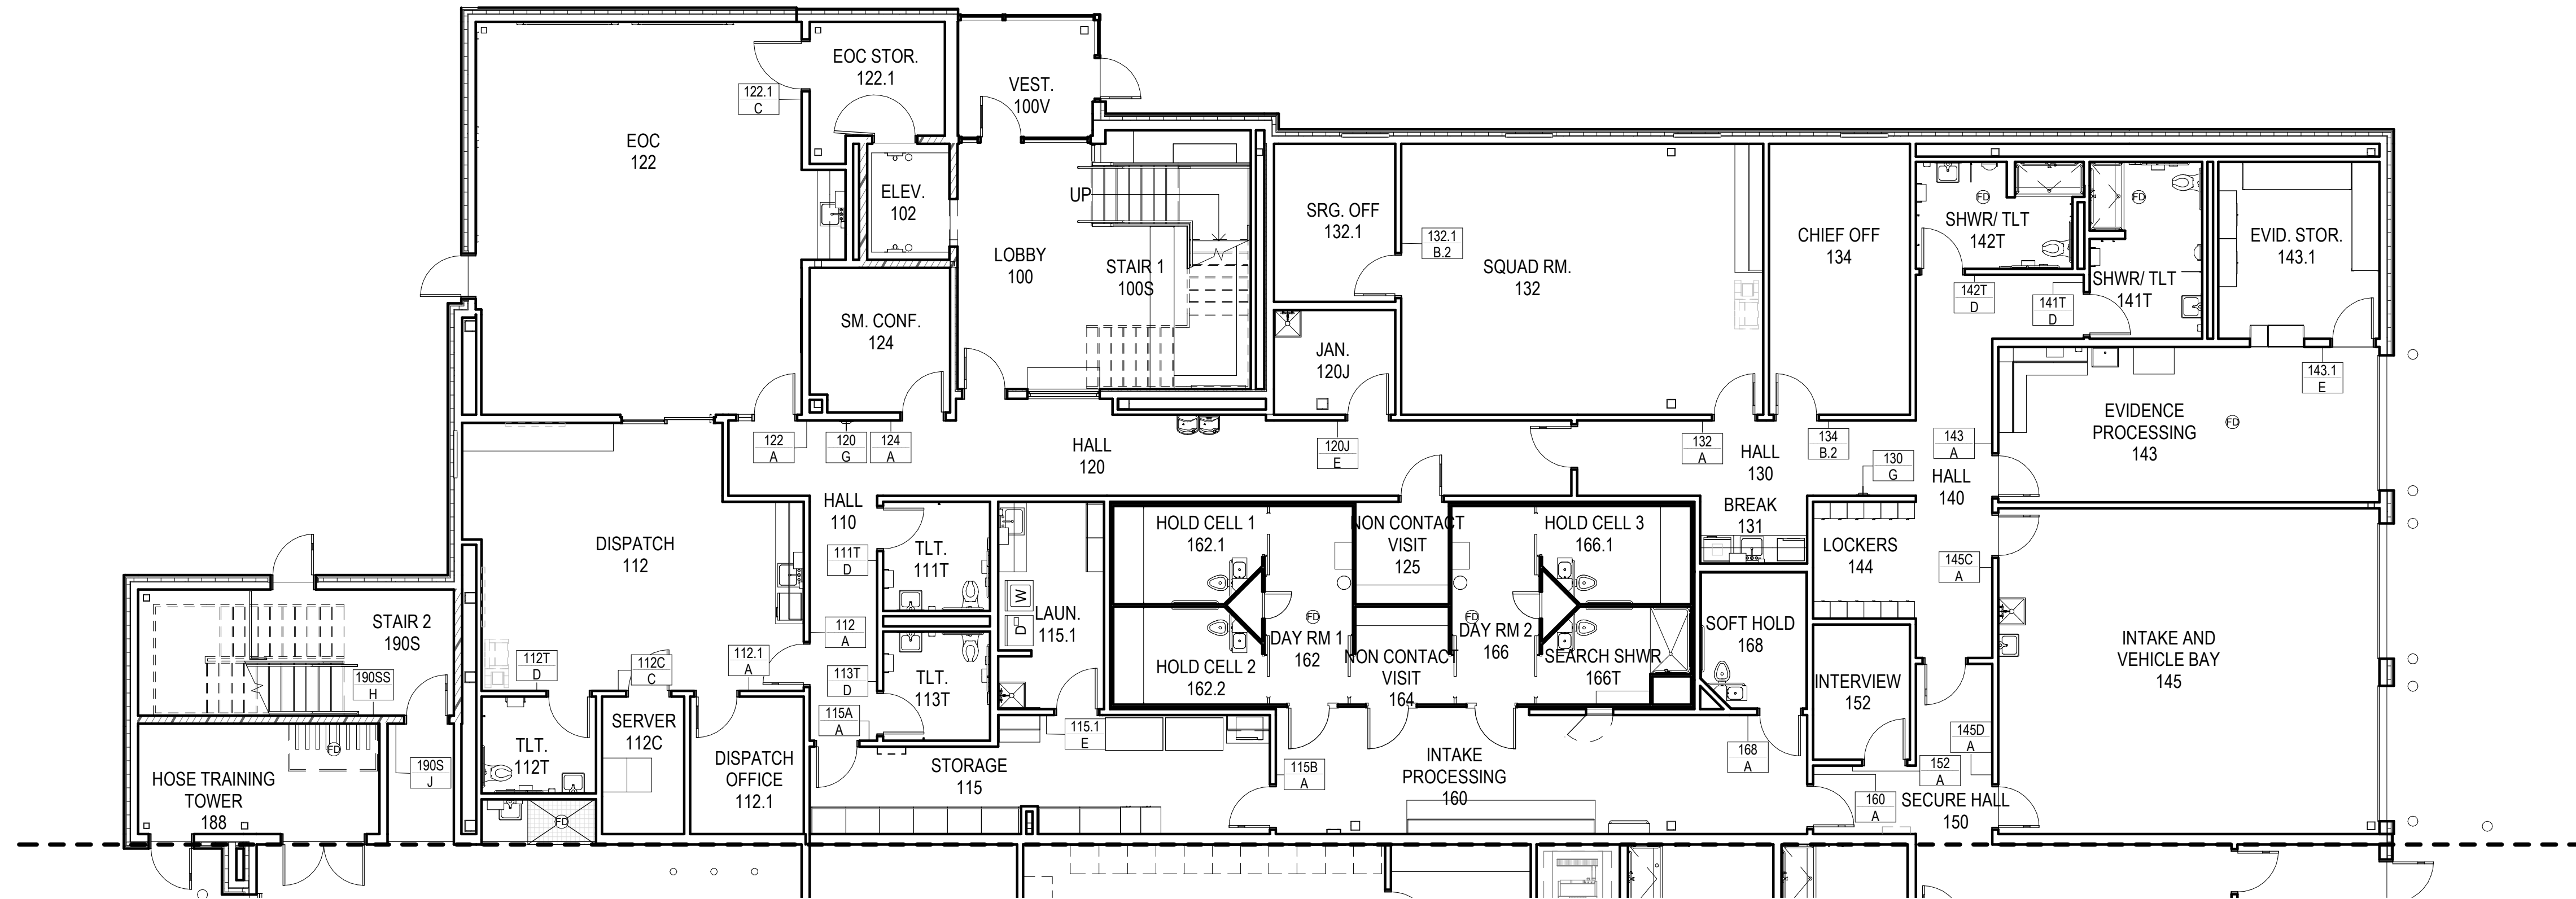 EOC STOR.
122.1
VEST.
100V
122.1
C
EOC
122
ELEV.
102
UP
LOBBY
100
STAIR 1
100S
SRG. OFF
132.1
132.1
B.2
SQUAD RM.
132
CHIEF OFF
134
FD
SHWR/ TLT
142T
FD
SHWR/ TLT
141T
142T
D
141T
D
EVID. STOR.
143.1
SM. CONF.
124
JAN.
120J
143.1
E
EVIDENCE
PROCESSING
143
FD
122
A
120
G
124
A
HALL
120
120J
E
132
A
HALL
130
134
B.2
130
G
143
A
HALL
140
HALL
110
DISPATCH
112
111T
D
TLT.
111T
W
D
LAUN.
115.1
HOLD CELL 1
162.1
NON CONTACT
VISIT
125
HOLD CELL 3
166.1
BREAK
131
LOCKERS
144
145C
A
STAIR 2
190S
190SS
H
112T
D
112C
C
112.1
A
112
A
113T
D
TLT.
113T
HOLD CELL 2
162.2
FD
DAY RM 1
162
NON CONTACT
VISIT
164
FD
DAY RM 2
166
SEARCH SHWR
166T
SOFT HOLD
168
INTERVIEW
152
INTAKE AND
VEHICLE BAY
145
HOSE TRAINING
TOWER
188
FD
190S
J
TLT.
112T
FD
SERVER
112C
DISPATCH
OFFICE
112.1
115A
A
STORAGE
115
115.1
E
115B
A
INTAKE
PROCESSING
160
168
A
145D
A
152
A
160
A
SECURE HALL
150